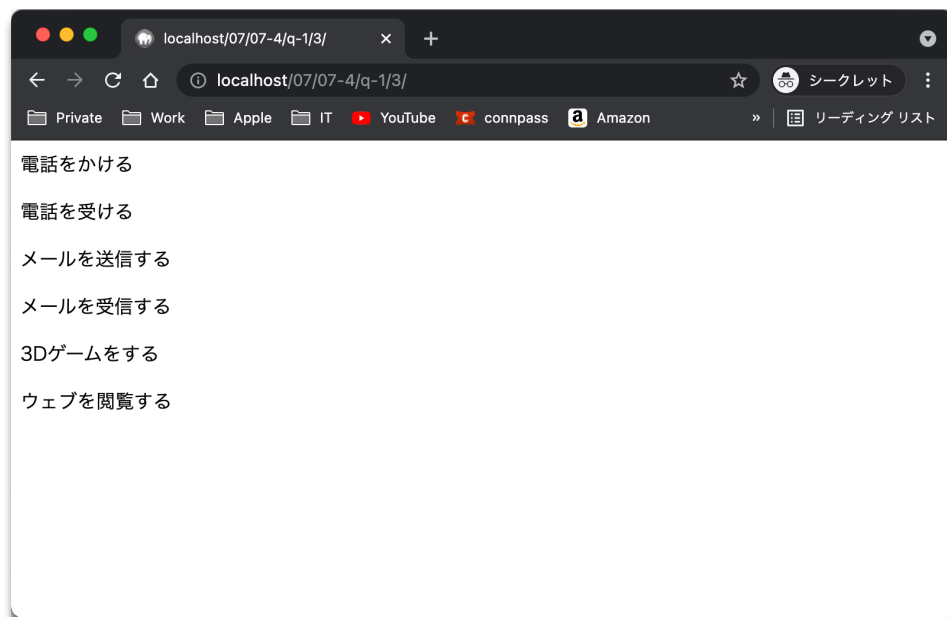 localhost/07/07-4/q-1/3/
localhost/07/07-4/q-1/3/ シークレット
Private Work Apple IT YouTube connpass Amazon » リーディング リスト
電話をかける
電話を受ける
メールを送信する
メールを受信する
3Dゲームをする
ウェブを閲覧する